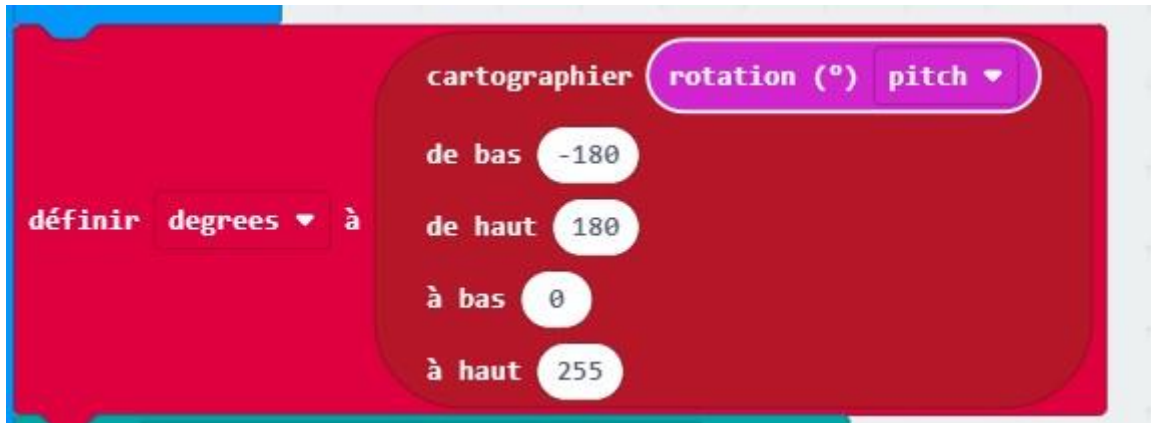 cartographier rotation (°) pitch
de bas -180
définir degrees à de haut 180
à bas 0
à haut 255